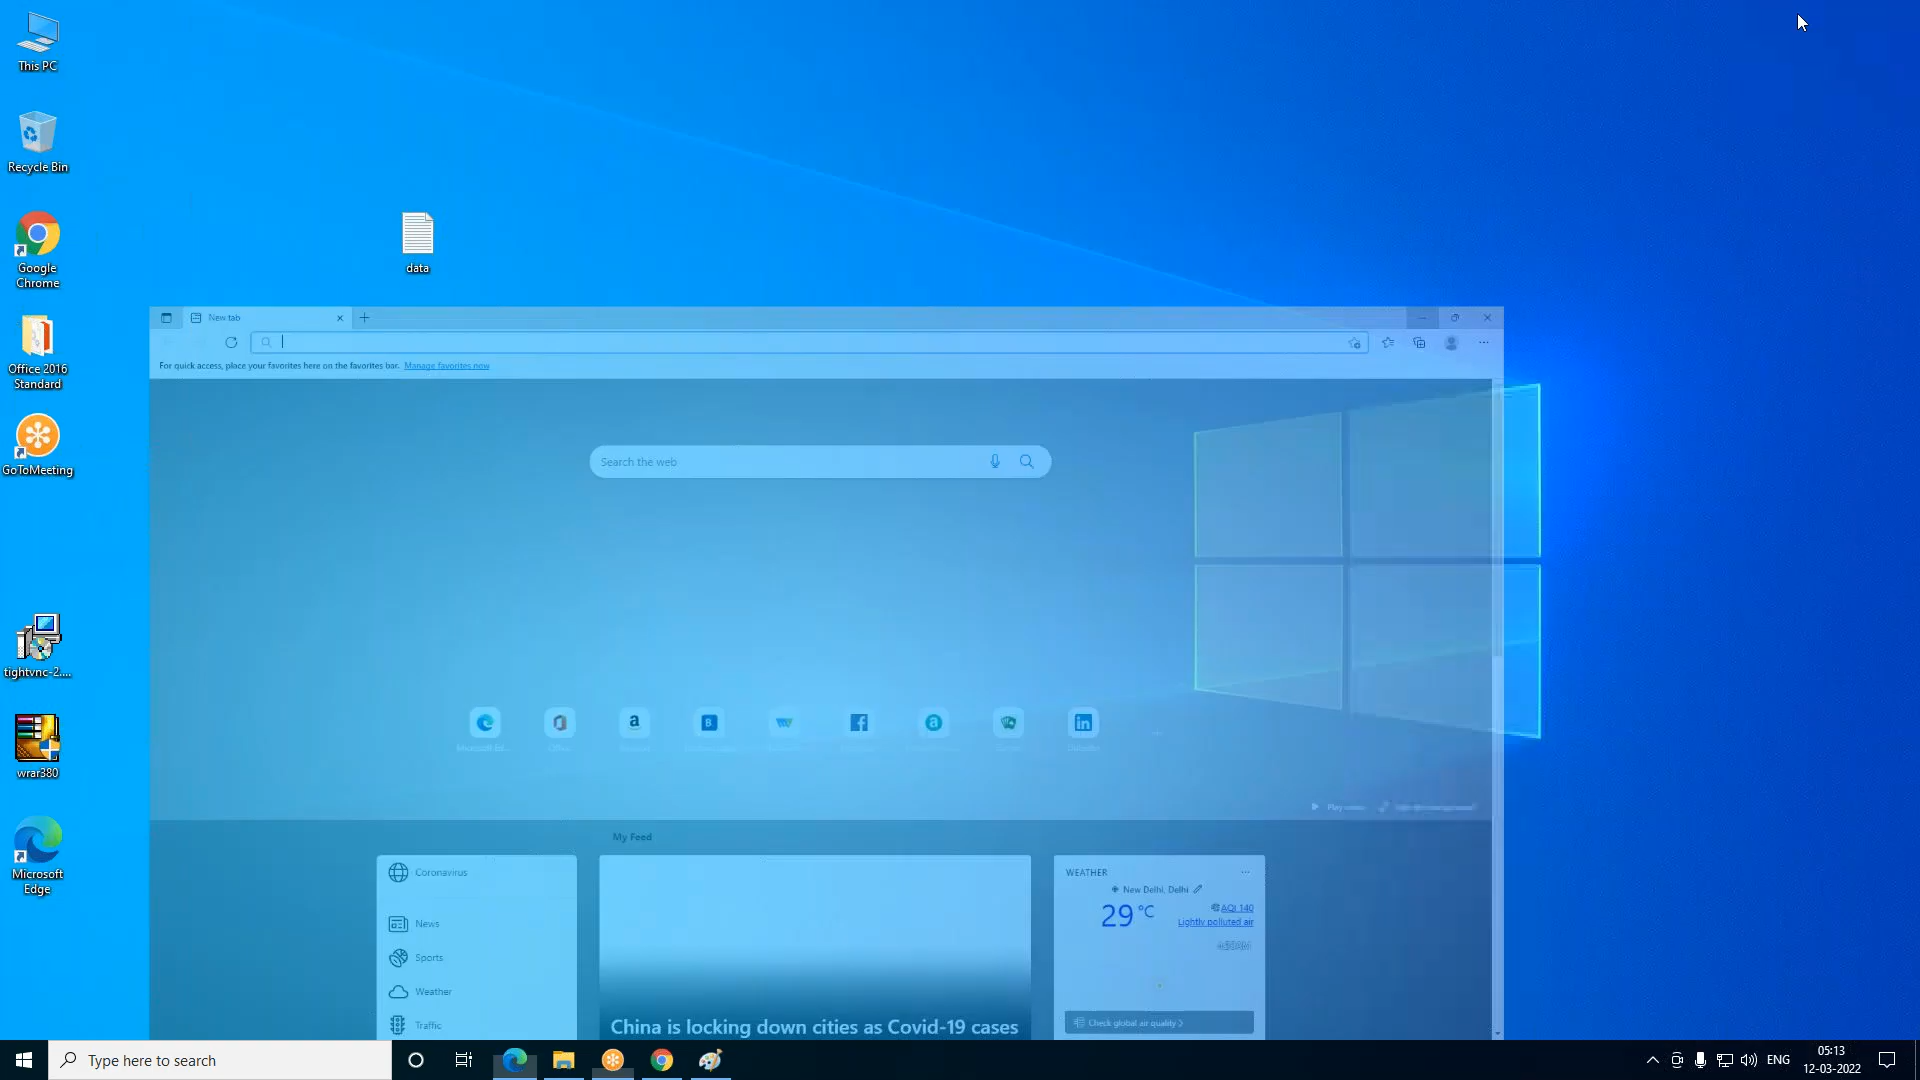 This PC
Recycle Bin
Google
Chrome
data
Office 2016
Standard
GoToMeeting
tightvnc-2....
wrar380
Microsoft
Edge
New tab
For quick access, place your favorites here on the favorites bar. Manage favorites now
Search the web
My Feed
Coronavirus
News
Sports
Weather
Traffic
China is locking down cities as Covid-19 cases
WEATHER
New Delhi, Delhi
29 °C
AQI 140
Lightly polluted air
Check global air quality
Type here to search
ENG
05:13
12-03-2022